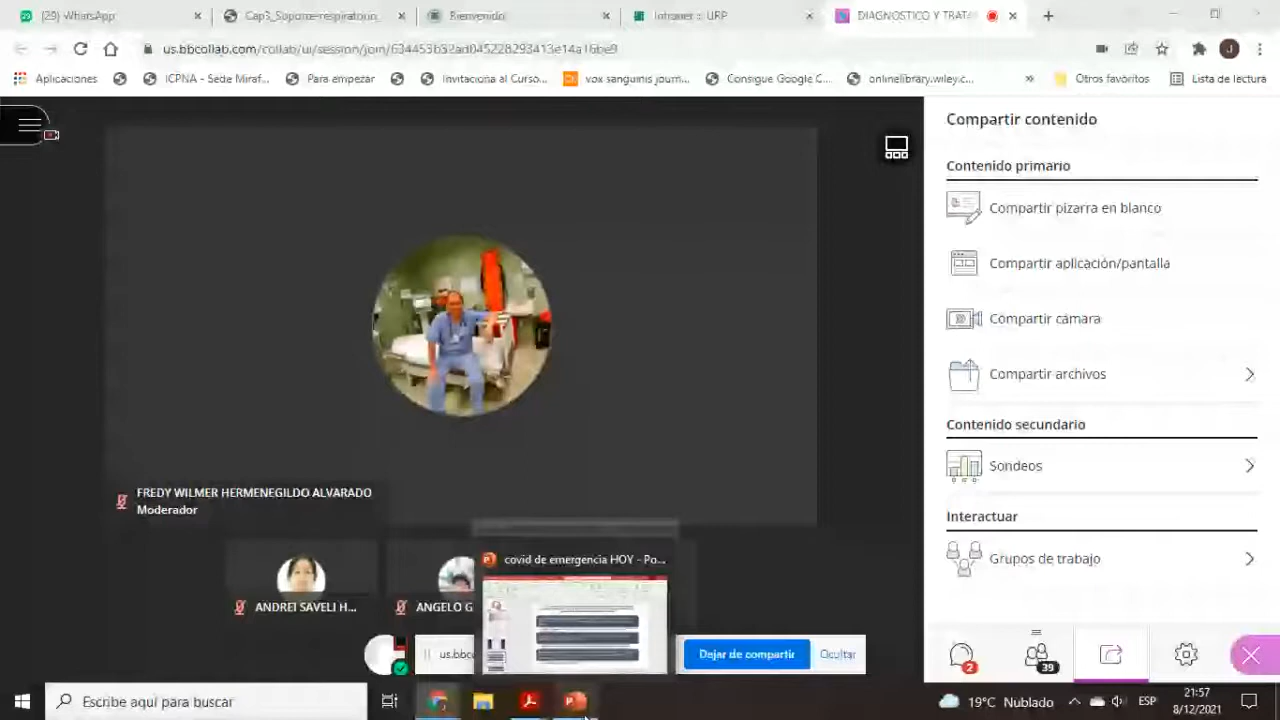 (29) WhatsApp
Cap3_Soporte-respiratorio
Bienvenido
Intranet :: URP
DIAGNOSTICO Y TRATA
us.bbcollab.com/collab/ui/session/join/
J
Aplicaciones
ICPNA - Sede Miraf...
Para empezar
Invitaciona al Curso...
vox sanguinis journ...
Consigue Google C...
onlinelibrary.wiley.c...
»
Otros favoritos
Lista de lectura
Compartir contenido
Contenido primario
Compartir pizarra en blanco
Compartir aplicación/pantalla
Compartir cámara
Compartir archivos
Contenido secundario
Sondeos
Interactuar
Grupos de trabajo
FREDY WILMER HERMENEGILDO ALVARADO
Moderador
covid de emergencia HOY - Po...
ANDREI SAVELI H...
ANGELO G
us.bbco
Dejar de compartir
Ocultar
2
39
Escribe aquí para buscar
19°C Nublado
ESP
21:57
8/12/2021